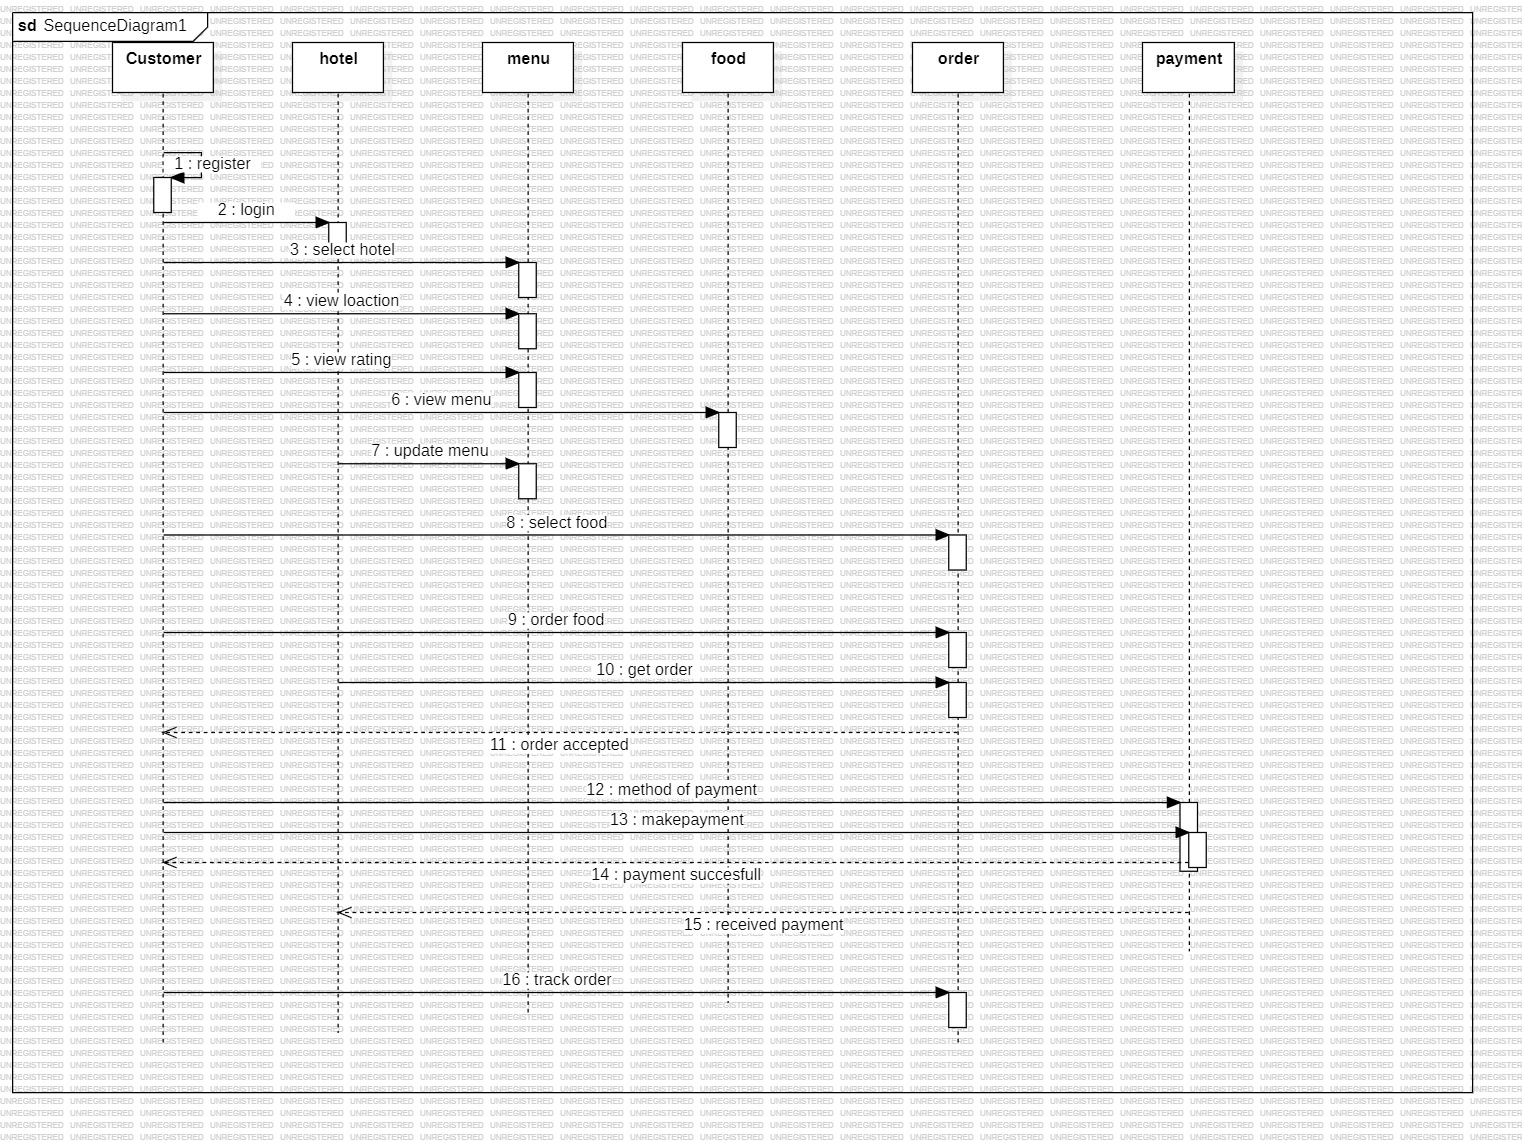 sd SequenceDiagram1
Customer hotel menu food order payment
1 : register
2 : login
3 : select hotel
4 : view loaction
5 : view rating
6 : view menu
7 : update menu
8 : select food
9 : order food
10 : get order
11 : order accepted
12 : method of payment
13 : makepayment
14 : payment succesfull
15 : received payment
16 : track order
UNREGISTERED